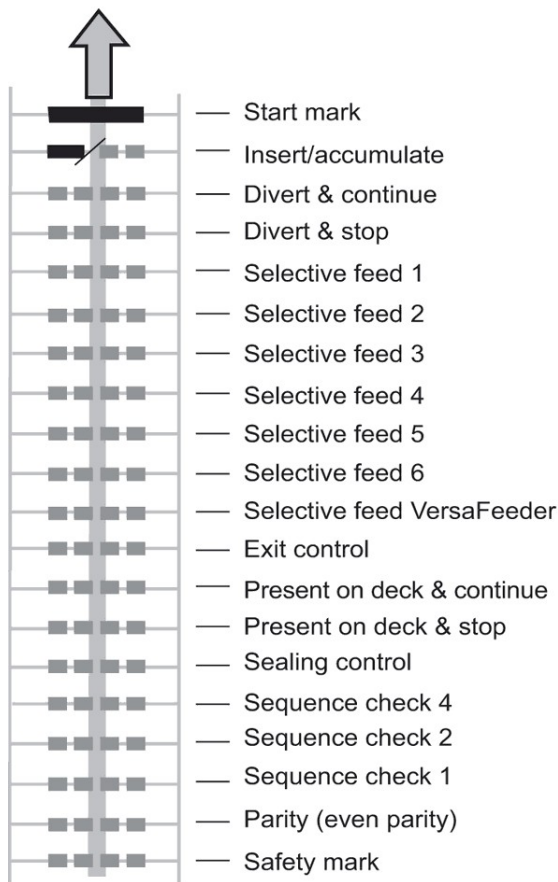 Start mark
Insert/accumulate
Divert & continue
Divert & stop
Selective feed 1
Selective feed 2
Selective feed 3
Selective feed 4
Selective feed 5
Selective feed 6
Selective feed VersaFeeder
Exit control
Present on deck & continue
Present on deck & stop
Sealing control
Sequence check 4
Sequence check 2
Sequence check 1
Parity (even parity)
Safety mark